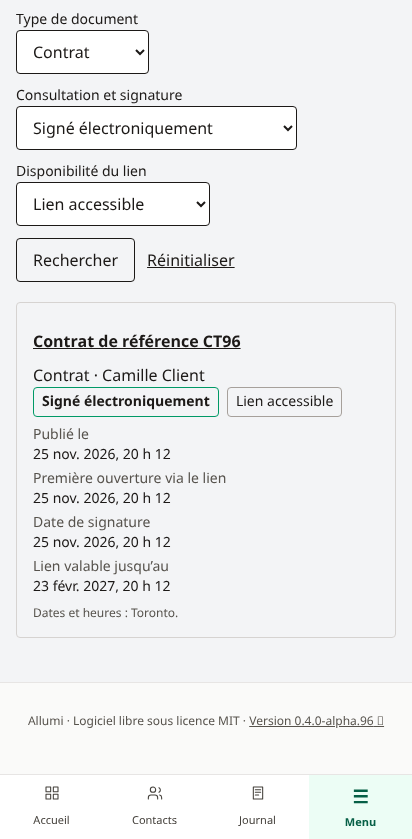 Type de document
Contrat
Consultation et signature
Signé électroniquement
Disponibilité du lien
Lien accessible
Rechercher Réinitialiser
Contrat de référence CT96
Contrat · Camille Client
Signé électroniquement Lien accessible
Publié le
25 nov. 2026, 20 h 12
Première ouverture via le lien
25 nov. 2026, 20 h 12
Date de signature
25 nov. 2026, 20 h 12
Lien valable jusqu’au
23 févr. 2027, 20 h 12
Dates et heures : Toronto.
Allumi · Logiciel libre sous licence MIT · Version 0.4.0-alpha.96
Accueil Contacts Journal Menu